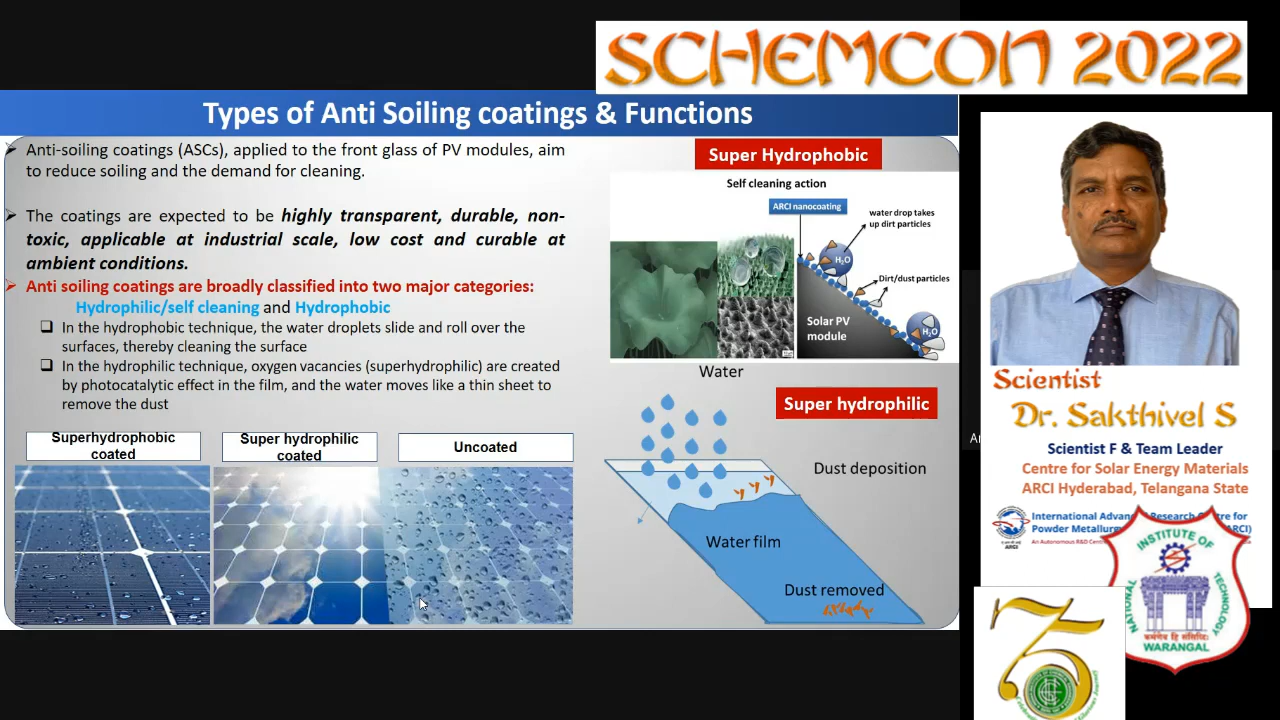 SCHEMCON 2022
Types of Anti Soiling coatings & Functions
Anti-soiling coatings (ASCs), applied to the front glass of PV modules, aim
to reduce soiling and the demand for cleaning.
The coatings are expected to be highly transparent, durable, non-
toxic, applicable at industrial scale, low cost and curable at
ambient conditions.
Anti soiling coatings are broadly classified into two major categories:
Hydrophilic/self cleaning and Hydrophobic
In the hydrophobic technique, the water droplets slide and roll over the
surfaces, thereby cleaning the surface
In the hydrophilic technique, oxygen vacancies (superhydrophilic) are created
by photocatalytic effect in the film, and the water moves like a thin sheet to
remove the dust
Superhydrophobic
coated
Super hydrophilic
coated
Uncoated
Super Hydrophobic
Self cleaning action
ARCI nanocoating
water drop takes
up dirt particles
H₂O
Dirt/dust particles
Solar PV
module
H₂O
Water
Super hydrophilic
Dust deposition
Water film
Dust removed
Scientist
Dr. Sakthivel S
Scientist F & Team Leader
Centre for Solar Energy Materials
ARCI Hyderabad, Telangana State
ARCI
International Research for
Powder
NATIONAL INSTITUTE OF TECHNOLOGY
WARANGAL
75